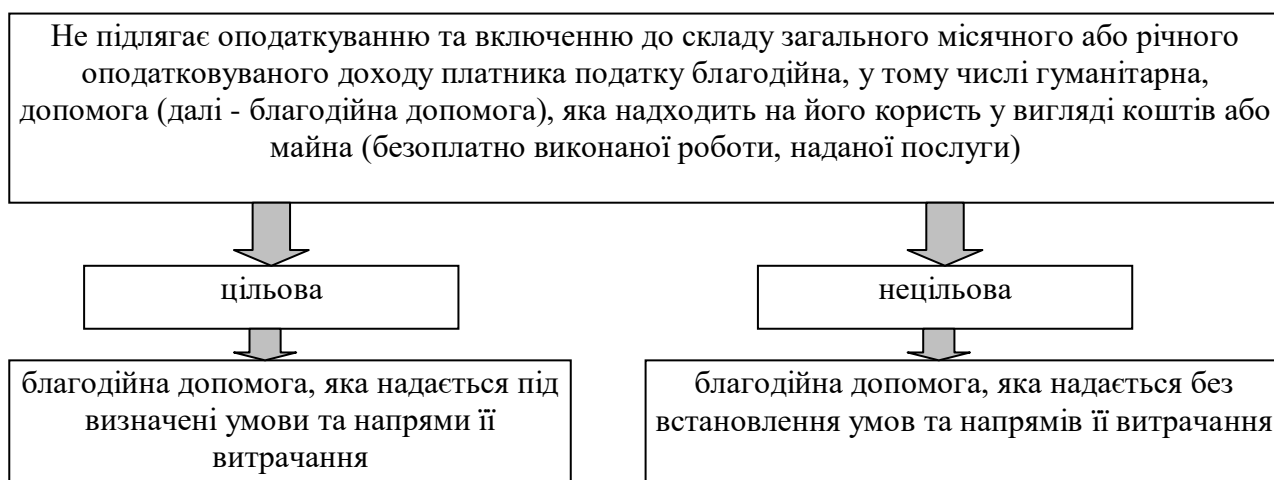 Не підлягає оподаткуванню та включенню до складу загального місячного або річного
оподатковуваного доходу платника податку благодійна, у тому числі гуманітарна,
допомога (далі - благодійна допомога), яка надходить на його користь у вигляді коштів або
майна (безоплатно виконаної роботи, наданої послуги)
цільова
нецільова
благодійна допомога, яка надається під
визначені умови та напрями її
витрачання
благодійна допомога, яка надається без
встановлення умов та напрямів її витрачання